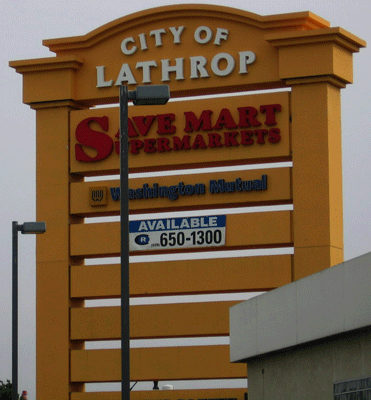 CITY OF
LATHROP
SAVE MART
SUPERMARKETS
Washington Mutual
AVAILABLE
650-1300